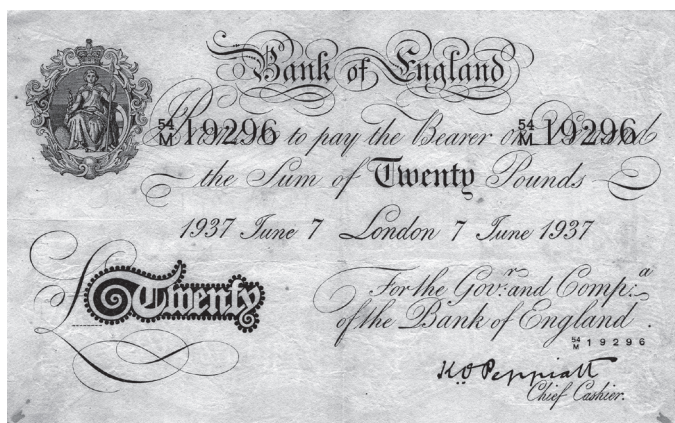 Bank of England
54/M 19296 to pay the Bearer on 54/M 19296
the Sum of Twenty Pounds
1937 June 7 London 7 June 1937
£ Twenty
For the Govr. and Compa.
of the Bank of England.
54/M 19296
K.O. Peppiatt
Chief Cashier.